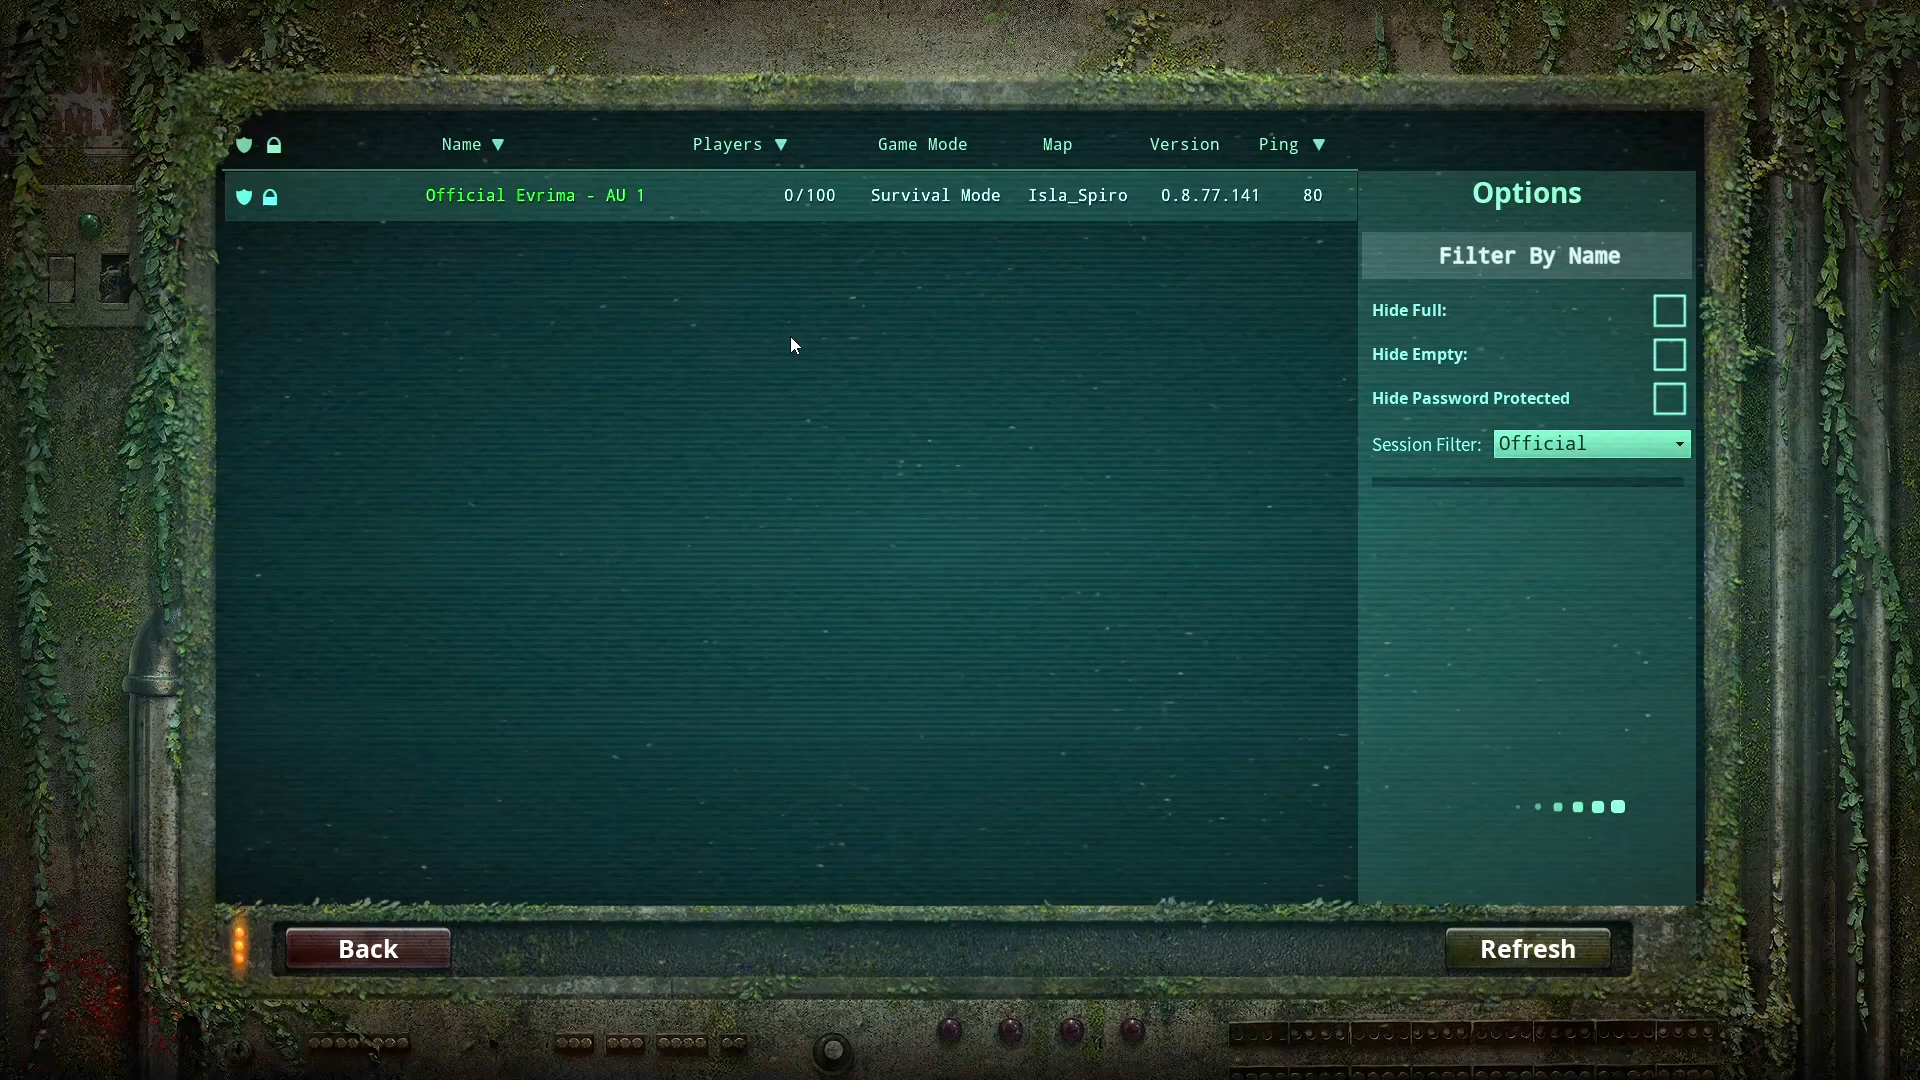 Name ▼ Players ▼ Game Mode Map Version Ping ▼
Official Evrima - AU 1 0/100 Survival Mode Isla_Spiro 0.8.77.141 80
Options
Filter By Name
Hide Full:
Hide Empty:
Hide Password Protected
Session Filter: Official
Back
Refresh